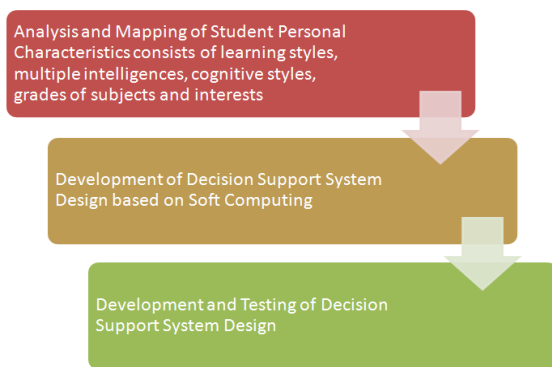 Analysis and Mapping of Student Personal
Characteristics consists of learning styles,
multiple intelligences, cognitive styles,
grades of subjects and interests
Development of Decision Support System
Design based on Soft Computing
Development and Testing of Decision
Support System Design